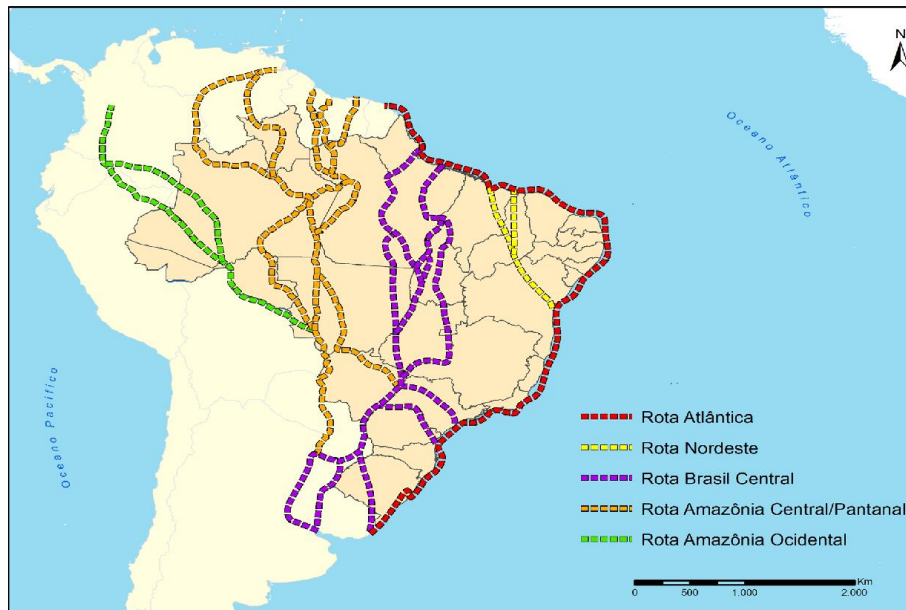 N
Oceano Atlântico
Oceano Pacífico
Rota Atlântica
Rota Nordeste
Rota Brasil Central
Rota Amazônia Central/Pantanal
Rota Amazônia Ocidental
Km
0 500 1.000 2.000